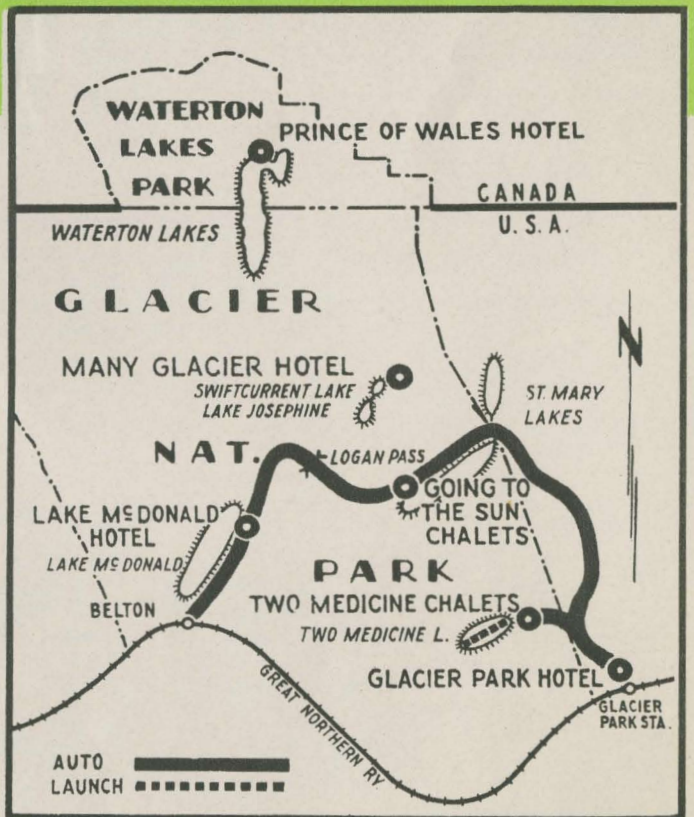 WATERTON
LAKES
PARK
PRINCE OF WALES HOTEL
CANADA
U.S.A.
WATERTON LAKES
GLACIER
N
MANY GLACIER HOTEL
SWIFTCURRENT LAKE
LAKE JOSEPHINE
ST. MARY
LAKES
NAT.
LOGAN PASS
GOING TO
THE SUN
CHALETS
LAKE McDONALD
HOTEL
LAKE McDONALD
PARK
BELTON
TWO MEDICINE CHALETS
TWO MEDICINE L.
GLACIER PARK HOTEL
GLACIER
PARK STA.
GREAT NORTHERN RY.
AUTO
LAUNCH